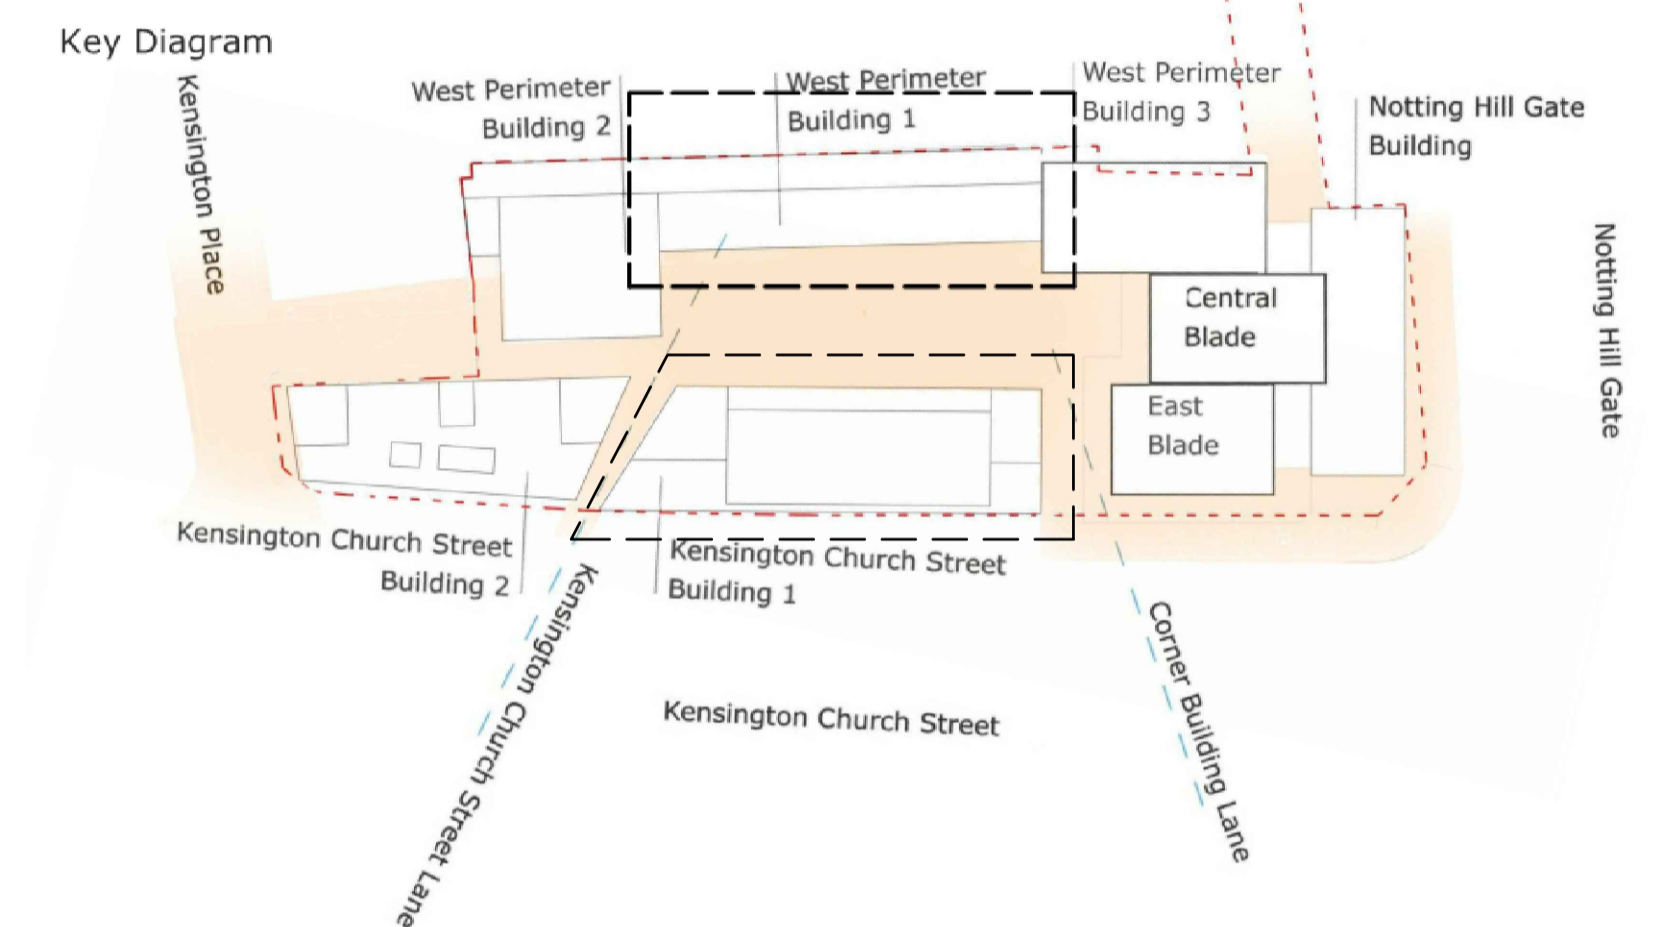 Key Diagram
Kensington Place
West Perimeter
Building 2
West Perimeter
Building 1
West Perimeter
Building 3
Notting Hill Gate
Building
Notting Hill Gate
Central
Blade
East
Blade
Kensington Church Street
Building 2
Kensington Church Street
Building 1
Kensington Church Street Lane
Kensington Church Street
Corner Building Lane